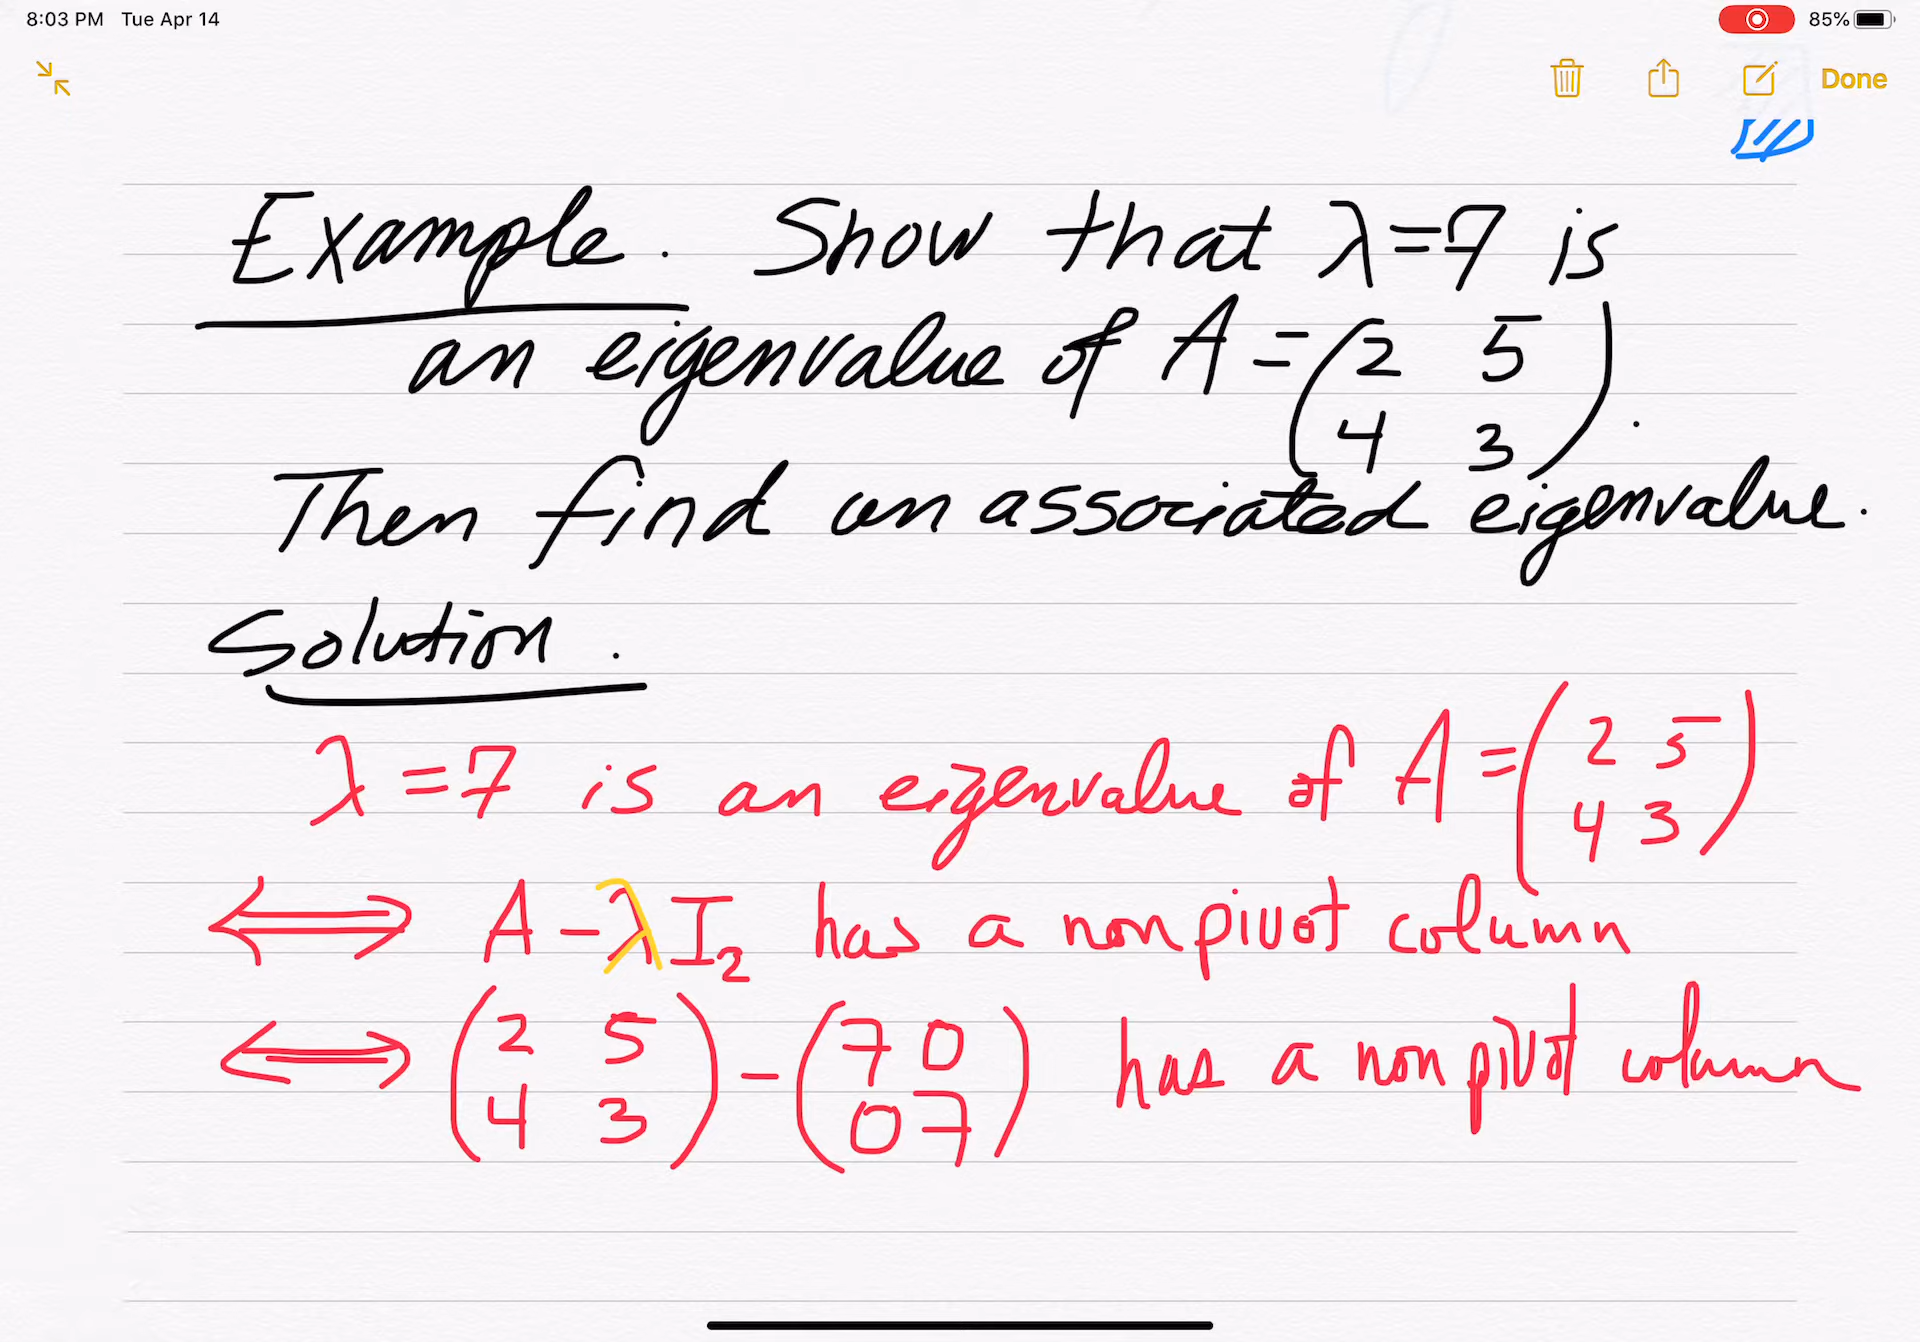 8:03 PM Tue Apr 14 85%
Done
Example. Show that λ=7 is
an eigenvalue of A = (2 5
4 3).
Then find an associated eigenvalue.
Solution.
λ=7 is an eigenvalue of A = (2 5
4 3)
⟺ A - λI₂ has a nonpivot column
⟺ (2 5 ) - (7 0 ) has a non pivot column
4 3 0 7